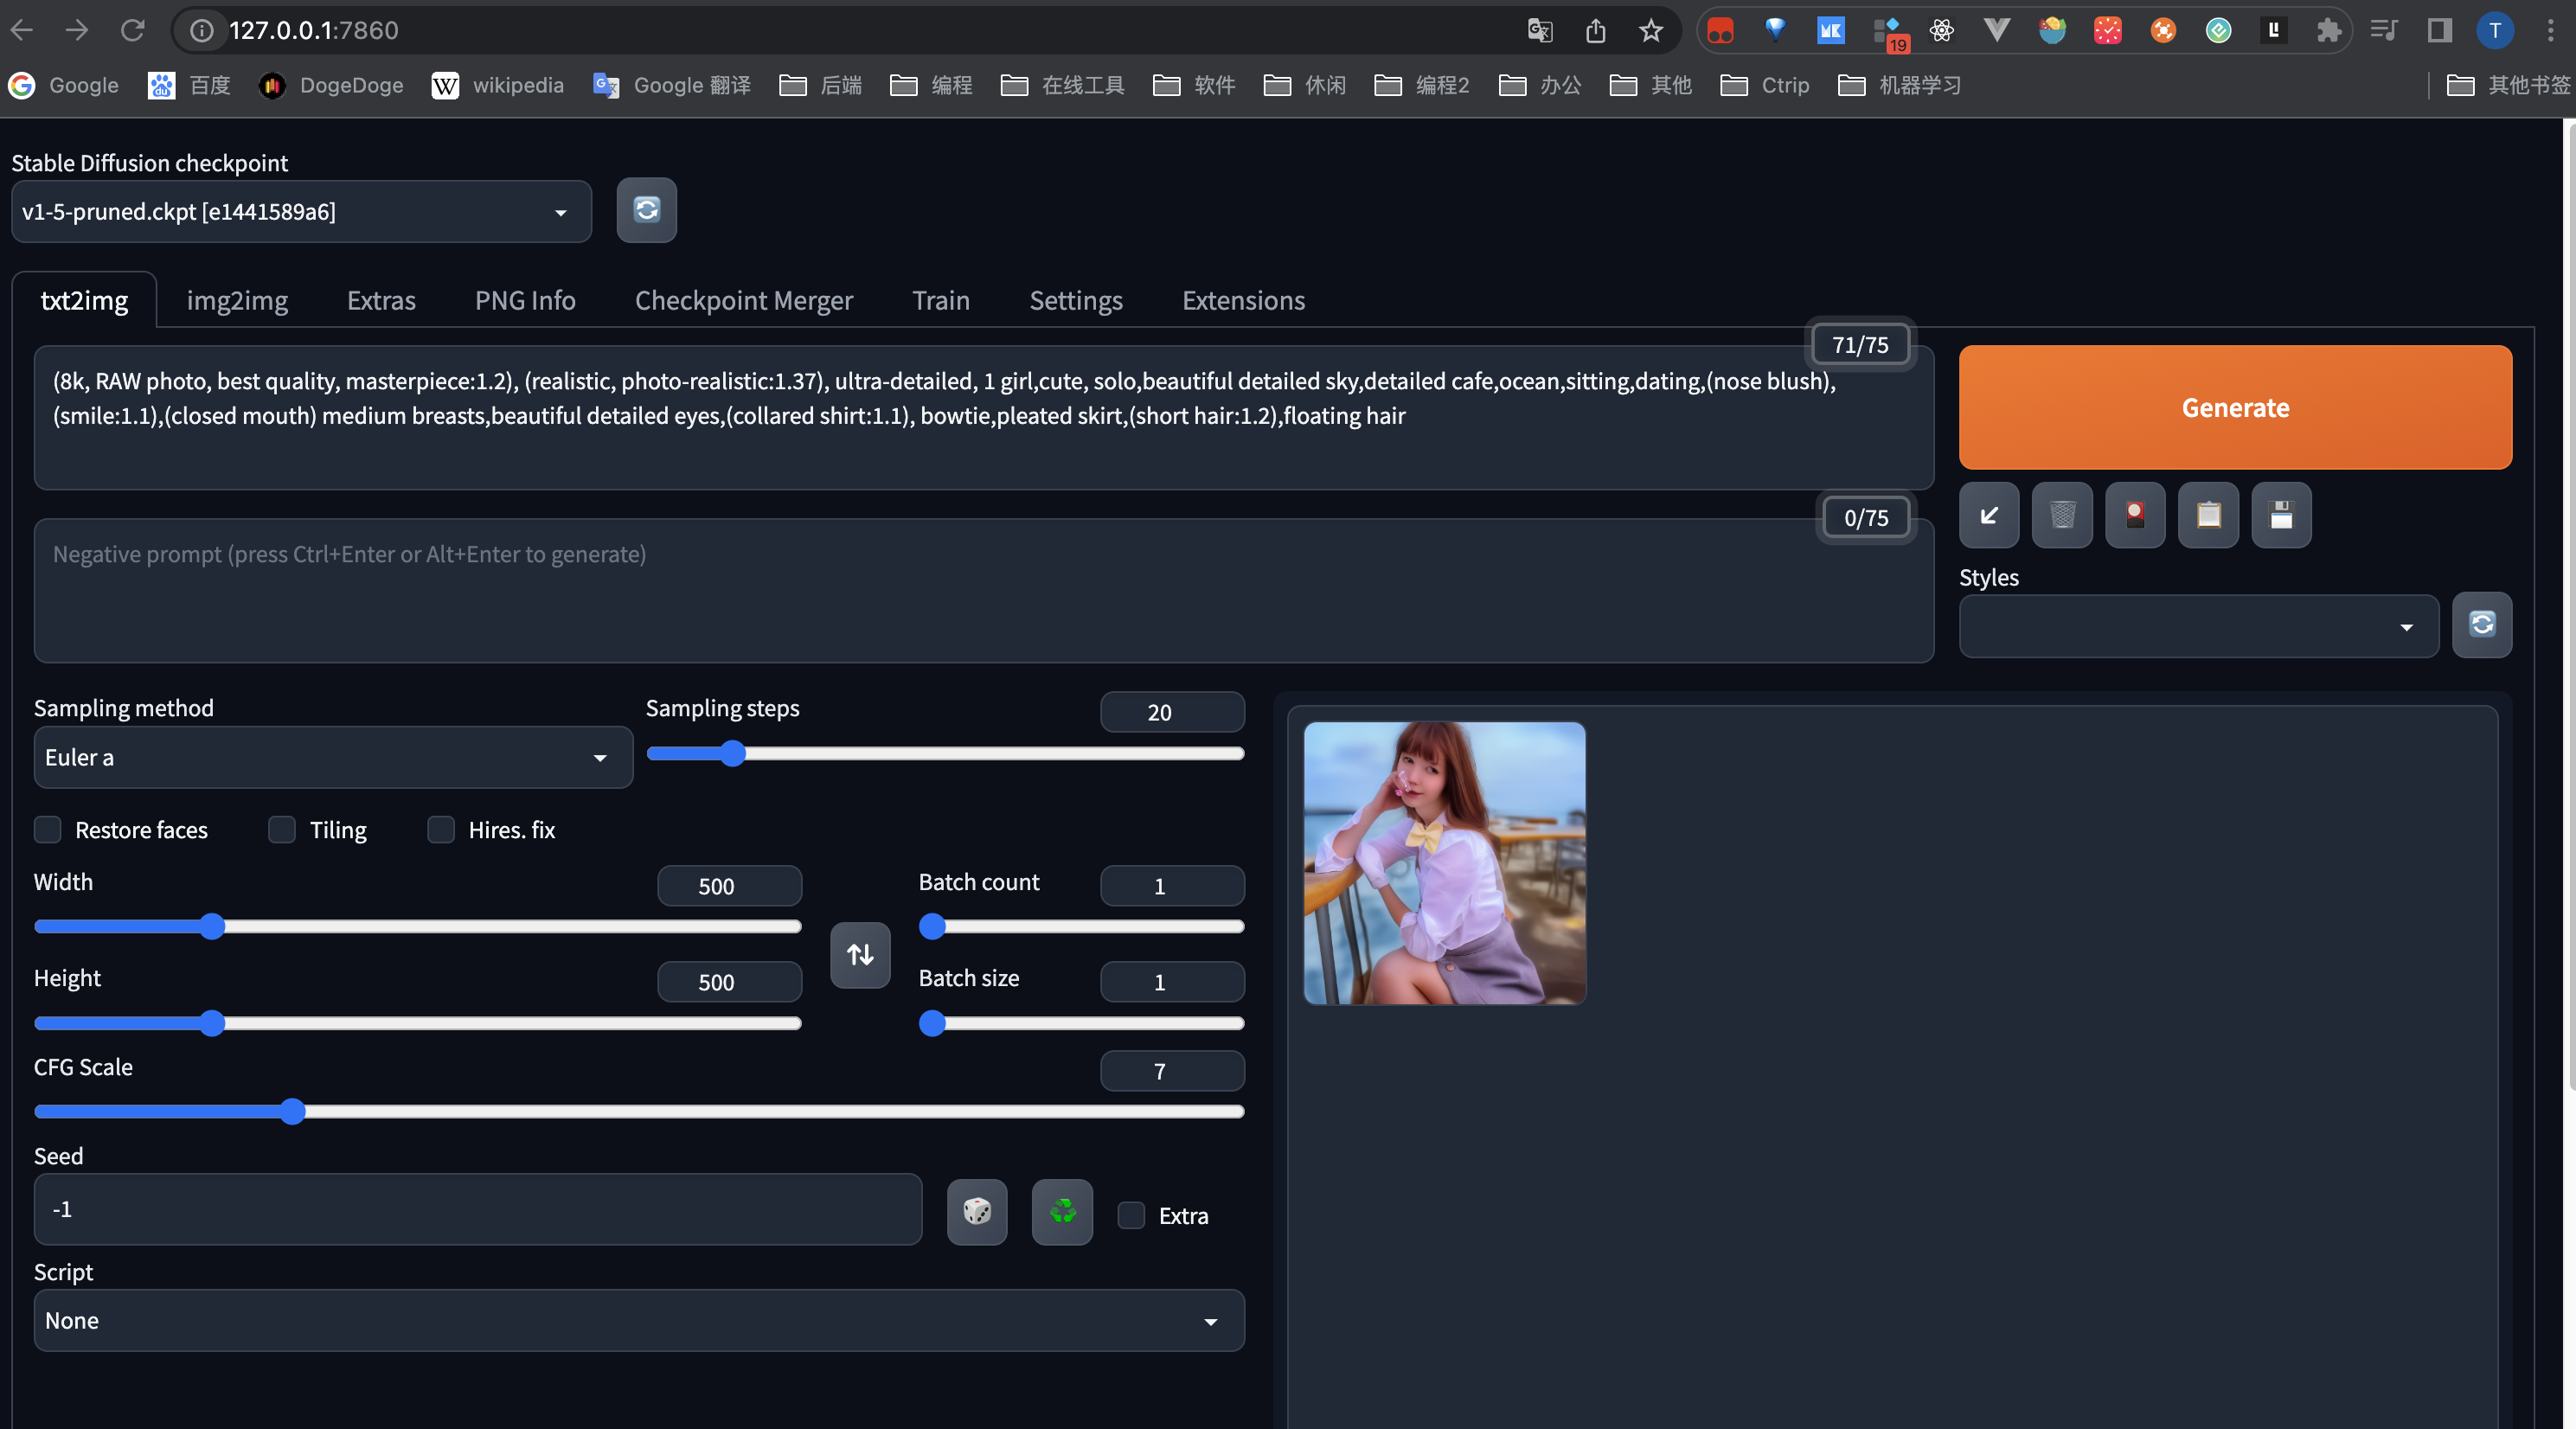 127.0.0.1:7860
19
T
Google 百度 DogeDoge wikipedia Google 翻译 后端 编程 在线工具 软件 休闲 编程2 办公 其他 Ctrip 机器学习 其他书签
Stable Diffusion checkpoint
v1-5-pruned.ckpt [e1441589a6]
txt2img img2img Extras PNG Info Checkpoint Merger Train Settings Extensions
71/75
(8k, RAW photo, best quality, masterpiece:1.2), (realistic, photo-realistic:1.37), ultra-detailed, 1 girl,cute, solo,beautiful detailed sky,detailed cafe,ocean,sitting,dating,(nose blush),
(smile:1.1),(closed mouth) medium breasts,beautiful detailed eyes,(collared shirt:1.1), bowtie,pleated skirt,(short hair:1.2),floating hair
Generate
0/75
Negative prompt (press Ctrl+Enter or Alt+Enter to generate)
Styles
Sampling method
Euler a
Sampling steps
20
Restore faces Tiling Hires. fix
Width
500
Batch count
1
Height
500
Batch size
1
CFG Scale
7
Seed
-1
Extra
Script
None